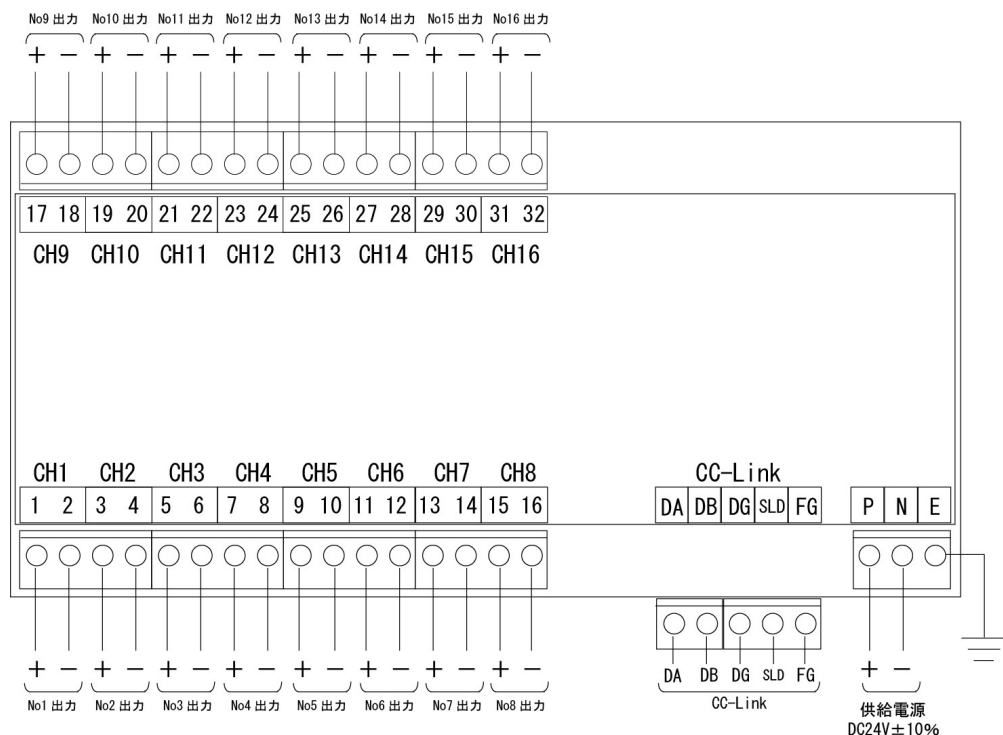 No9 出力 No10 出力 No11 出力 No12 出力 No13 出力 No14 出力 No15 出力 No16 出力
+ − + − + − + − + − + − + − + −
17 18 19 20 21 22 23 24 25 26 27 28 29 30 31 32
CH9 CH10 CH11 CH12 CH13 CH14 CH15 CH16
CH1 CH2 CH3 CH4 CH5 CH6 CH7 CH8 CC-Link
1 2 3 4 5 6 7 8 9 10 11 12 13 14 15 16 DA DB DG SLD FG P N E
+ − + − + − + − + − + − + − + − DA DB DG SLD FG + −
No1 出力 No2 出力 No3 出力 No4 出力 No5 出力 No6 出力 No7 出力 No8 出力 CC-Link 供給電源
DC24V±10%